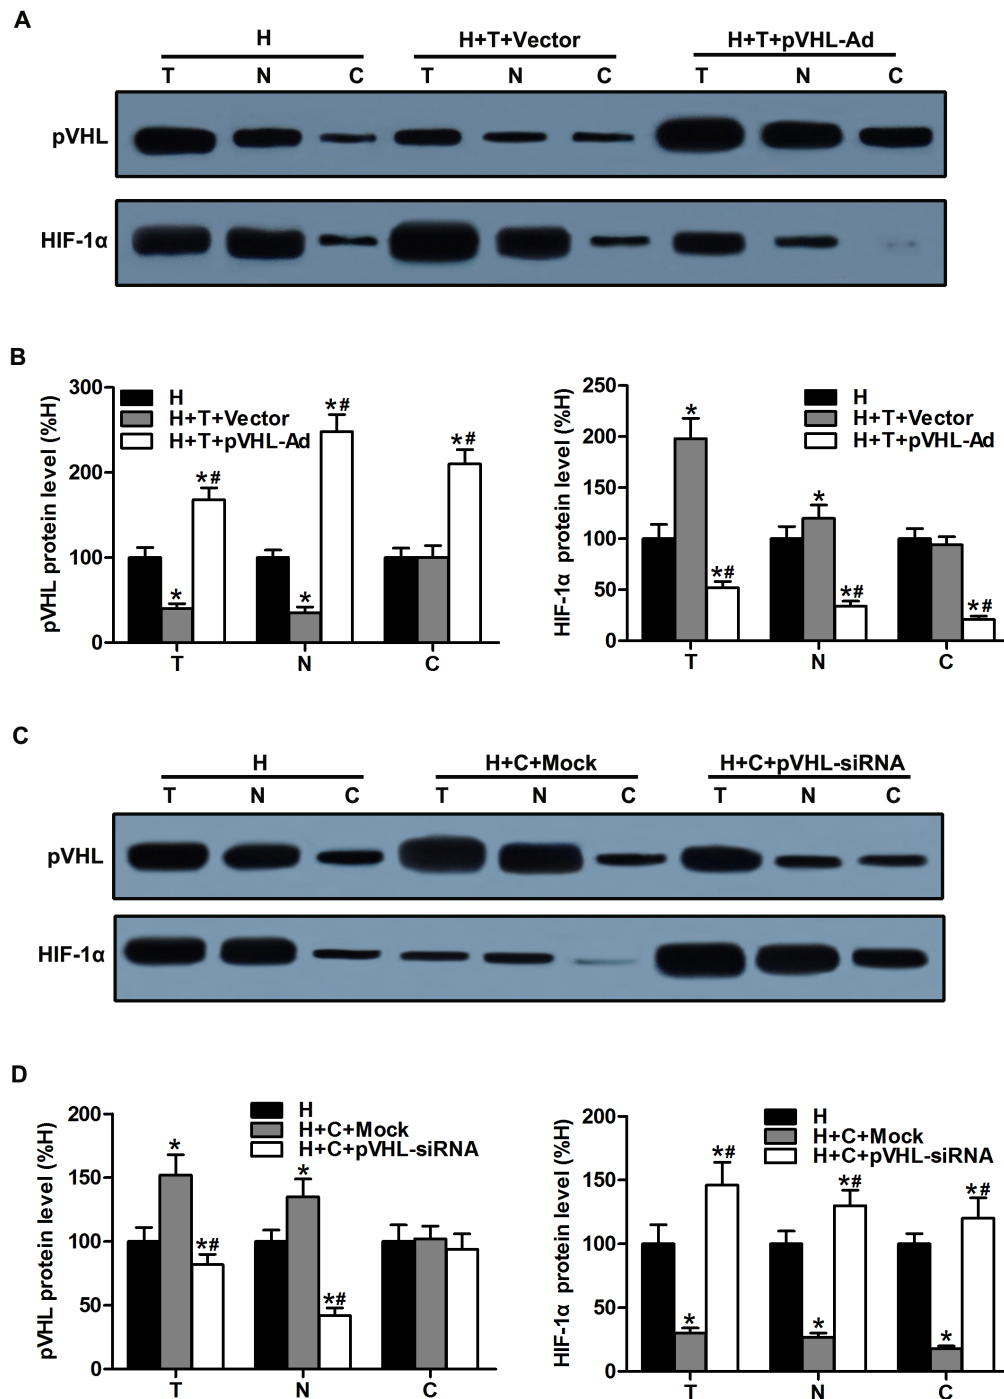 A
H H+T+Vector H+T+pVHL-Ad
T N C T N C T N C
pVHL
HIF-1α
B
pVHL protein level (%H)
300
200
100
0
H
H+T+Vector
H+T+pVHL-Ad
* *# * *# *#
T N C
HIF-1α protein level (%H)
250
200
150
100
50
0
H
H+T+Vector
H+T+pVHL-Ad
* *# * *# *#
T N C
C
H H+C+Mock H+C+pVHL-siRNA
T N C T N C T N C
pVHL
HIF-1α
D
pVHL protein level (%H)
200
150
100
50
0
H
H+C+Mock
H+C+pVHL-siRNA
* *# * *#
T N C
HIF-1α protein level (%H)
200
150
100
50
0
H
H+C+Mock
H+C+pVHL-siRNA
* *# * *# * *#
T N C